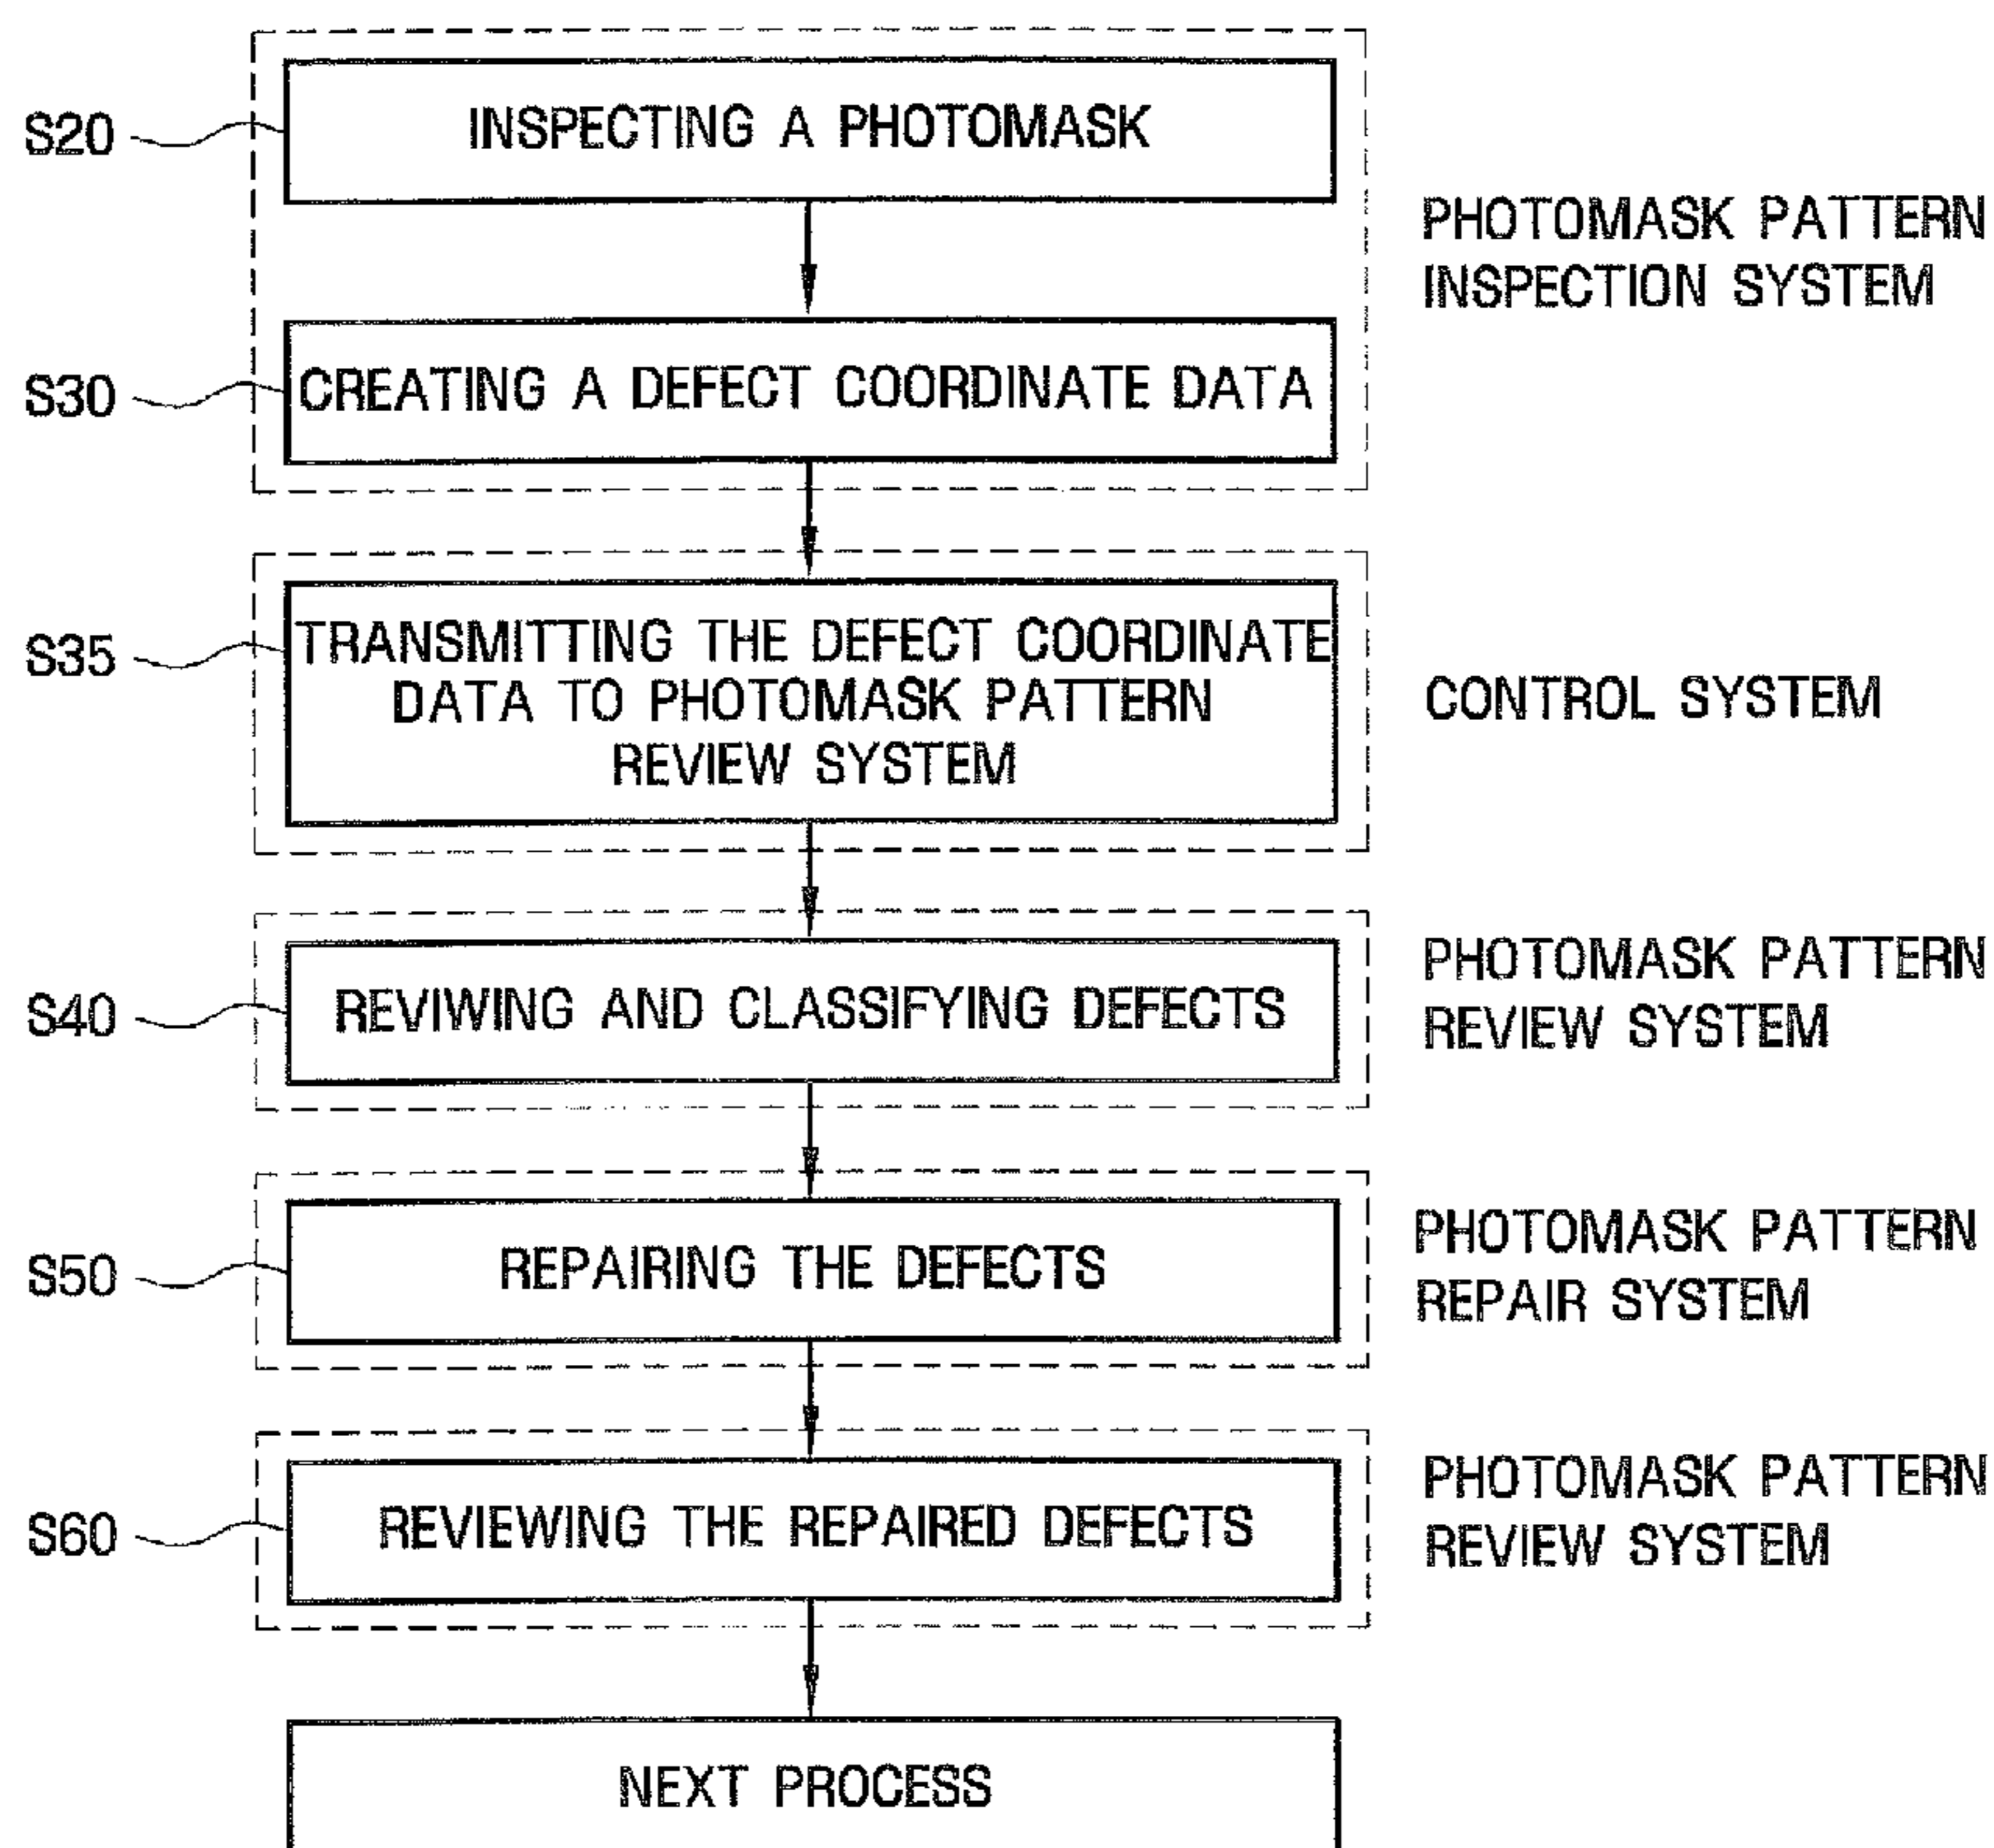 S20
INSPECTING A PHOTOMASK
PHOTOMASK PATTERN
INSPECTION SYSTEM
S30
CREATING A DEFECT COORDINATE DATA
S35
TRANSMITTING THE DEFECT COORDINATE
DATA TO PHOTOMASK PATTERN
REVIEW SYSTEM
CONTROL SYSTEM
S40
REVIWING AND CLASSIFYING DEFECTS
PHOTOMASK PATTERN
REVIEW SYSTEM
S50
REPAIRING THE DEFECTS
PHOTOMASK PATTERN
REPAIR SYSTEM
S60
REVIEWING THE REPAIRED DEFECTS
PHOTOMASK PATTERN
REVIEW SYSTEM
NEXT PROCESS